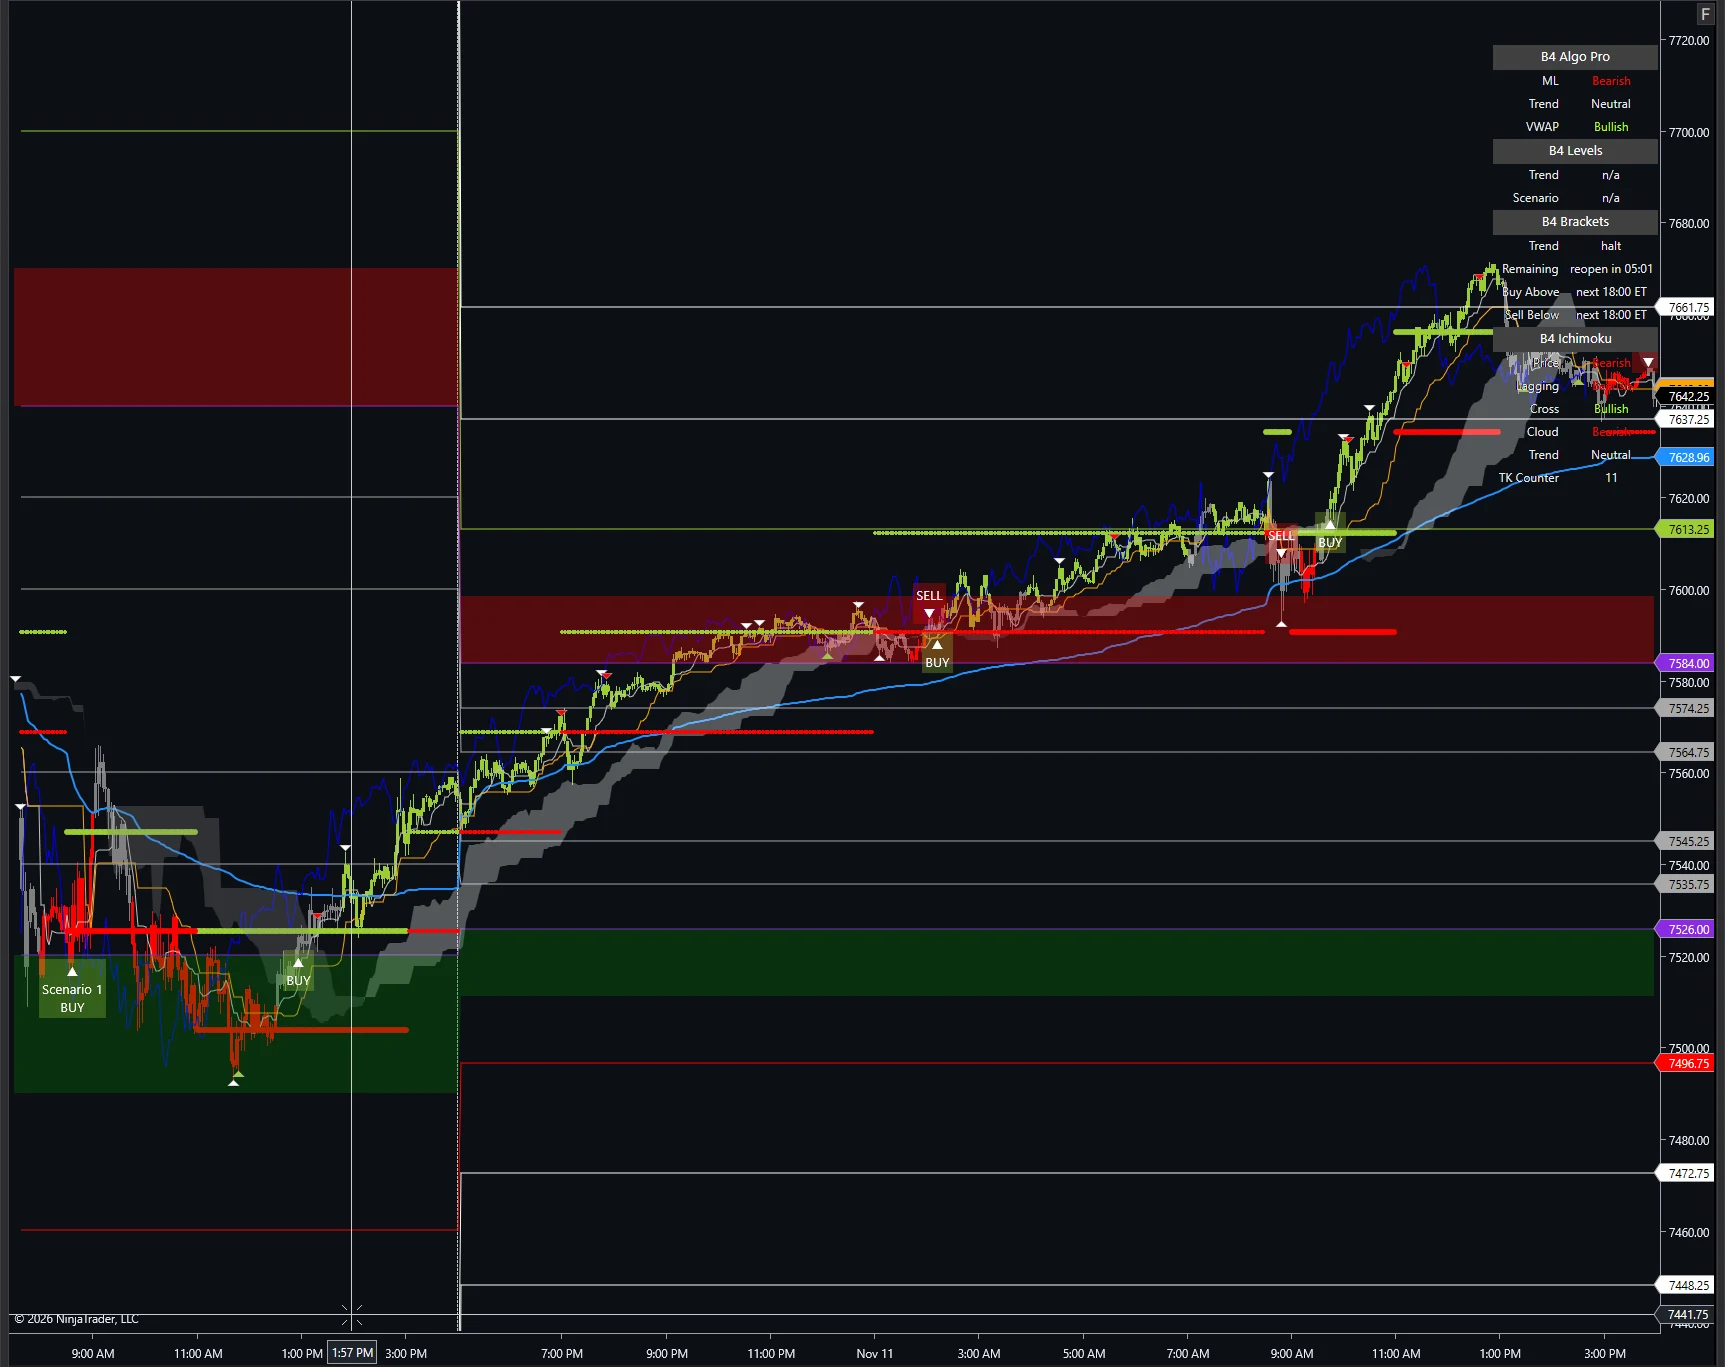 F
7720.00
B4 Algo Pro
ML Bearish
Trend Neutral
VWAP Bullish
7700.00
B4 Levels
Trend n/a
Scenario n/a
7680.00
B4 Brackets
Trend halt
Remaining reopen in 05:01
Buy Above next 18:00 ET
7661.75
Sell Below next 18:00 ET
7660.00
B4 Ichimoku
Price Bearish
Lagging
7642.25
Cross Bullish
7637.25
Cloud Bearish
Trend Neutral
7628.96
TK Counter 11
7620.00
7613.25
SELL
BUY
7600.00
SELL
BUY
7584.00
7580.00
7574.25
7564.75
7560.00
7545.25
7540.00
7535.75
7526.00
7520.00
BUY
Scenario 1
BUY
7500.00
7496.75
7480.00
7472.75
7460.00
7448.25
7441.75
© 2026 NinjaTrader, LLC
9:00 AM 11:00 AM 1:00 PM 1:57 PM 3:00 PM 7:00 PM 9:00 PM 11:00 PM Nov 11 3:00 AM 5:00 AM 7:00 AM 9:00 AM 11:00 AM 1:00 PM 3:00 PM